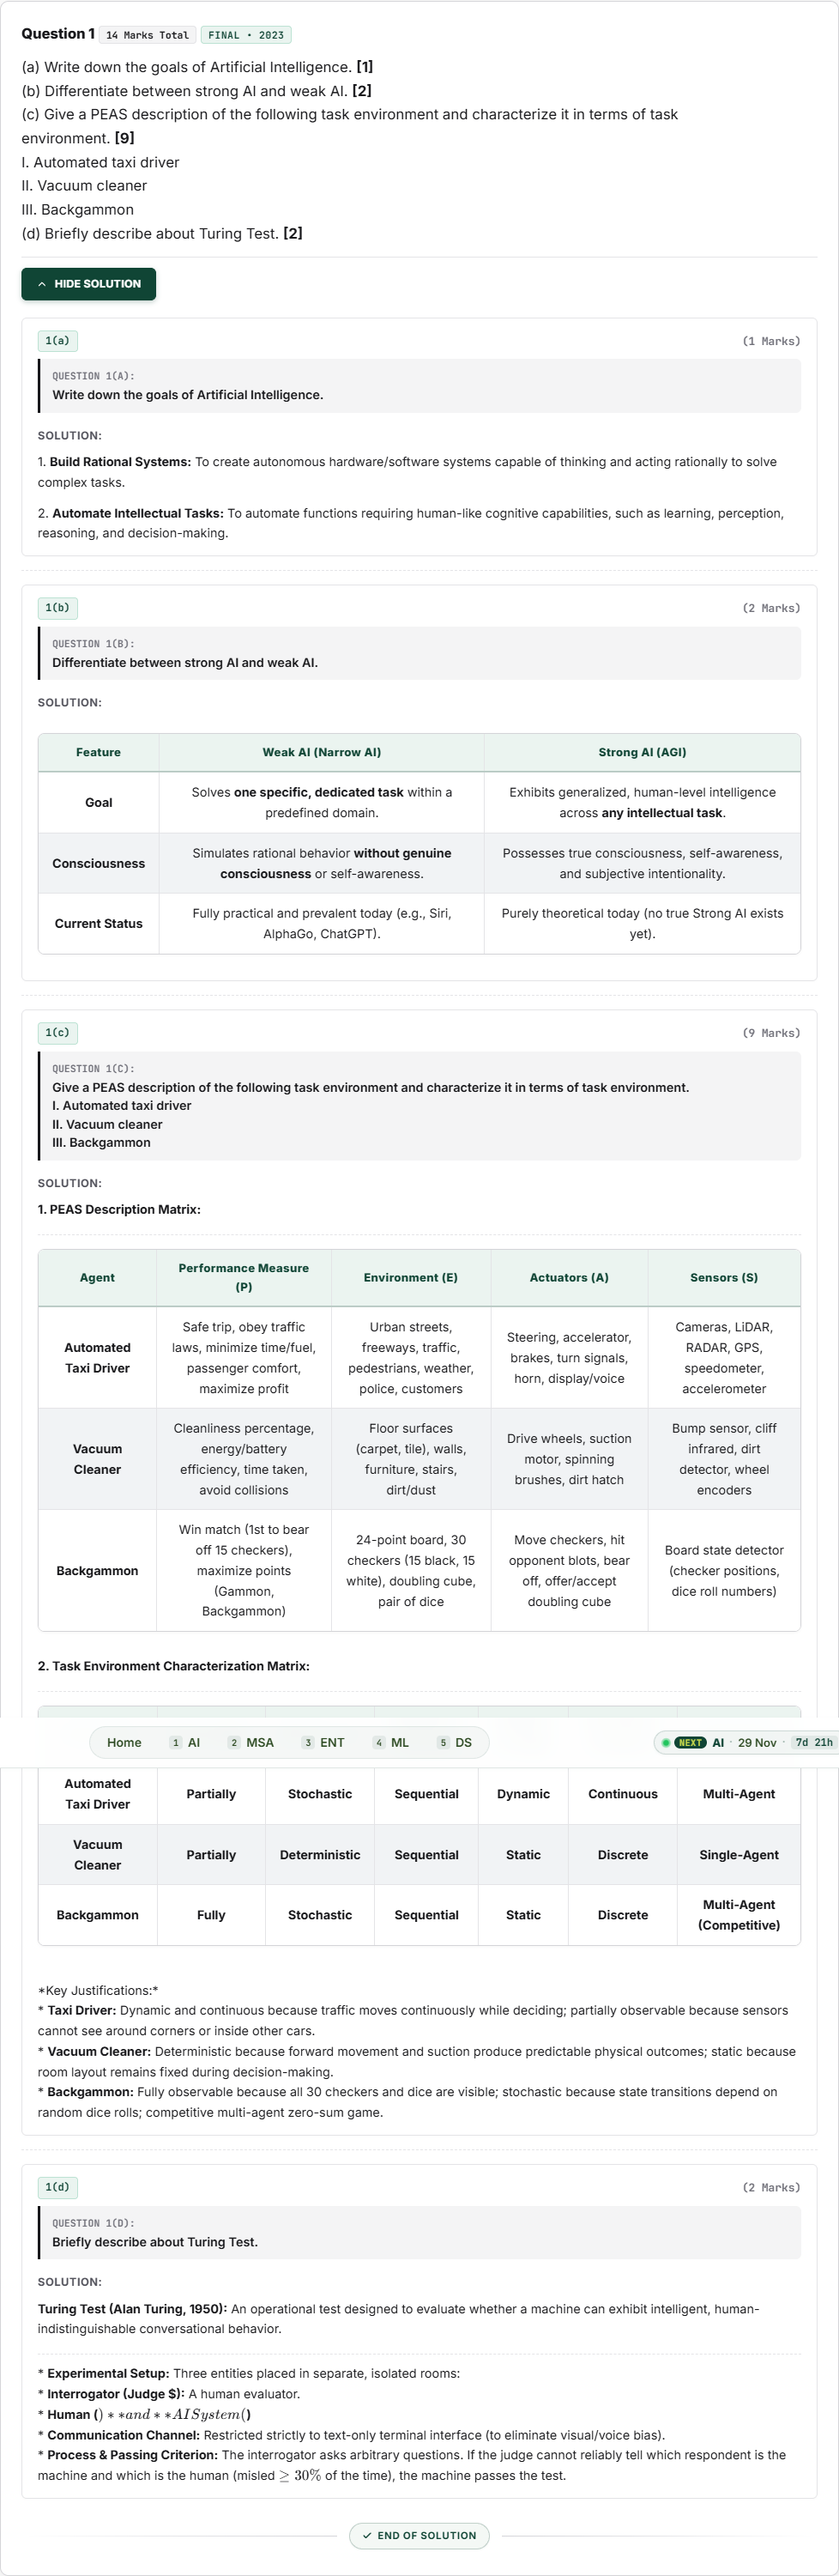 Question 1 14 Marks Total FINAL • 2023
(a) Write down the goals of Artificial Intelligence. [1]
(b) Differentiate between strong AI and weak AI. [2]
(c) Give a PEAS description of the following task environment and characterize it in terms of task
environment. [9]
I. Automated taxi driver
II. Vacuum cleaner
III. Backgammon
(d) Briefly describe about Turing Test. [2]
HIDE SOLUTION
1(a) (1 Marks)
QUESTION 1(A):
Write down the goals of Artificial Intelligence.
SOLUTION:
1. Build Rational Systems: To create autonomous hardware/software systems capable of thinking and acting rationally to solve
complex tasks.
2. Automate Intellectual Tasks: To automate functions requiring human-like cognitive capabilities, such as learning, perception,
reasoning, and decision-making.
1(b) (2 Marks)
QUESTION 1(B):
Differentiate between strong AI and weak AI.
SOLUTION:
Feature Weak AI (Narrow AI) Strong AI (AGI)
Goal
Solves one specific, dedicated task within a
predefined domain.
Exhibits generalized, human-level intelligence
across any intellectual task.
Consciousness
Simulates rational behavior without genuine
consciousness or self-awareness.
Possesses true consciousness, self-awareness,
and subjective intentionality.
Current Status
Fully practical and prevalent today (e.g., Siri,
AlphaGo, ChatGPT).
Purely theoretical today (no true Strong AI exists
yet).
1(c) (9 Marks)
QUESTION 1(C):
Give a PEAS description of the following task environment and characterize it in terms of task environment.
I. Automated taxi driver
II. Vacuum cleaner
III. Backgammon
SOLUTION:
1. PEAS Description Matrix:
Agent
Performance Measure
(P)
Environment (E)
Actuators (A)
Sensors (S)
Automated
Taxi Driver
Safe trip, obey traffic
laws, minimize time/fuel,
passenger comfort,
maximize profit
Urban streets,
freeways, traffic,
pedestrians, weather,
police, customers
Steering, accelerator,
brakes, turn signals,
horn, display/voice
Cameras, LiDAR,
RADAR, GPS,
speedometer,
accelerometer
Vacuum
Cleaner
Cleanliness percentage,
energy/battery
efficiency, time taken,
avoid collisions
Floor surfaces
(carpet, tile), walls,
furniture, stairs,
dirt/dust
Drive wheels, suction
motor, spinning
brushes, dirt hatch
Bump sensor, cliff
infrared, dirt
detector, wheel
encoders
Backgammon
Win match (1st to bear
off 15 checkers),
maximize points
(Gammon,
Backgammon)
24-point board, 30
checkers (15 black, 15
white), doubling cube,
pair of dice
Move checkers, hit
opponent blots, bear
off, offer/accept
doubling cube
Board state detector
(checker positions,
dice roll numbers)
2. Task Environment Characterization Matrix:
Home 1 AI 2 MSA 3 ENT 4 ML 5 DS NEXT AI · 29 Nov · 7d 21h
Automated
Taxi Driver
Partially Stochastic Sequential Dynamic Continuous Multi-Agent
Vacuum
Cleaner
Partially Deterministic Sequential Static Discrete Single-Agent
Backgammon Fully Stochastic Sequential Static Discrete
Multi-Agent
(Competitive)
*Key Justifications:*
* Taxi Driver: Dynamic and continuous because traffic moves continuously while deciding; partially observable because sensors
cannot see around corners or inside other cars.
* Vacuum Cleaner: Deterministic because forward movement and suction produce predictable physical outcomes; static because
room layout remains fixed during decision-making.
* Backgammon: Fully observable because all 30 checkers and dice are visible; stochastic because state transitions depend on
random dice rolls; competitive multi-agent zero-sum game.
1(d) (2 Marks)
QUESTION 1(D):
Briefly describe about Turing Test.
SOLUTION:
Turing Test (Alan Turing, 1950): An operational test designed to evaluate whether a machine can exhibit intelligent, human-
indistinguishable conversational behavior.
* Experimental Setup: Three entities placed in separate, isolated rooms:
* Interrogator (Judge $): A human evaluator.
* Human () ∗ ∗and ∗ ∗AISystem()
* Communication Channel: Restricted strictly to text-only terminal interface (to eliminate visual/voice bias).
* Process & Passing Criterion: The interrogator asks arbitrary questions. If the judge cannot reliably tell which respondent is the
machine and which is the human (misled ≥ 30% of the time), the machine passes the test.
END OF SOLUTION